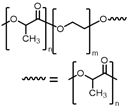 O O O
O O
CH₃ n m
= O O
CH₃ n